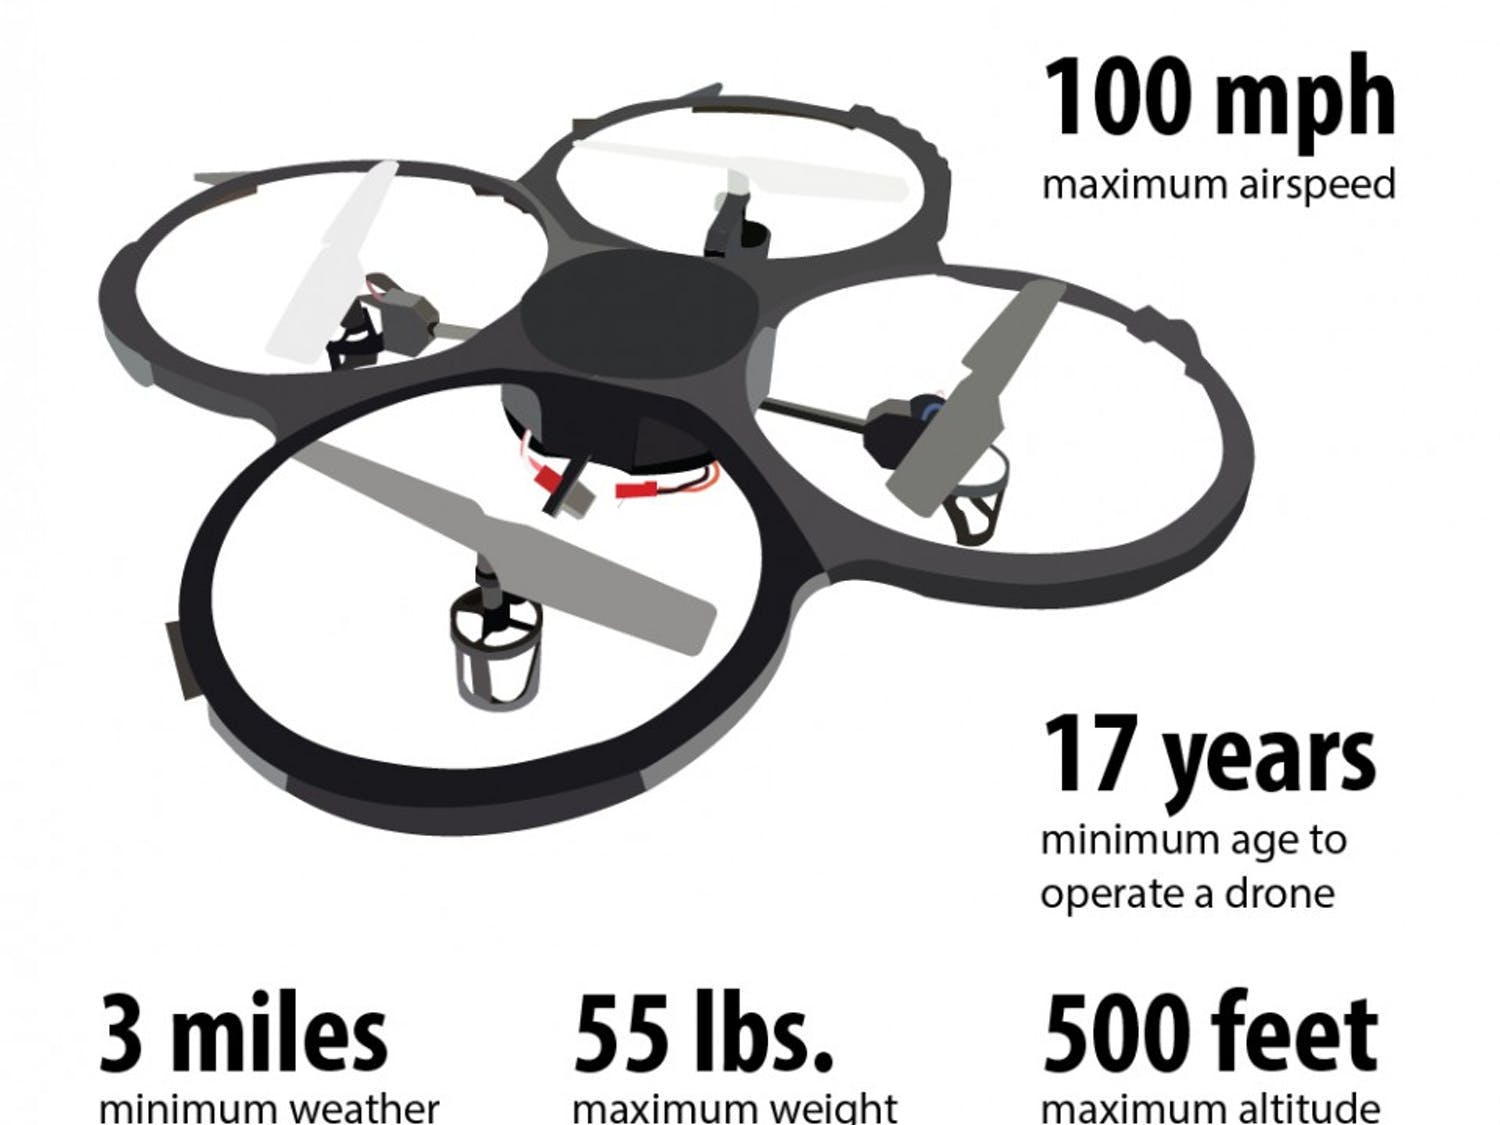 100 mph
maximum airspeed
17 years
minimum age to
operate a drone
3 miles
minimum weather
55 lbs.
maximum weight
500 feet
maximum altitude